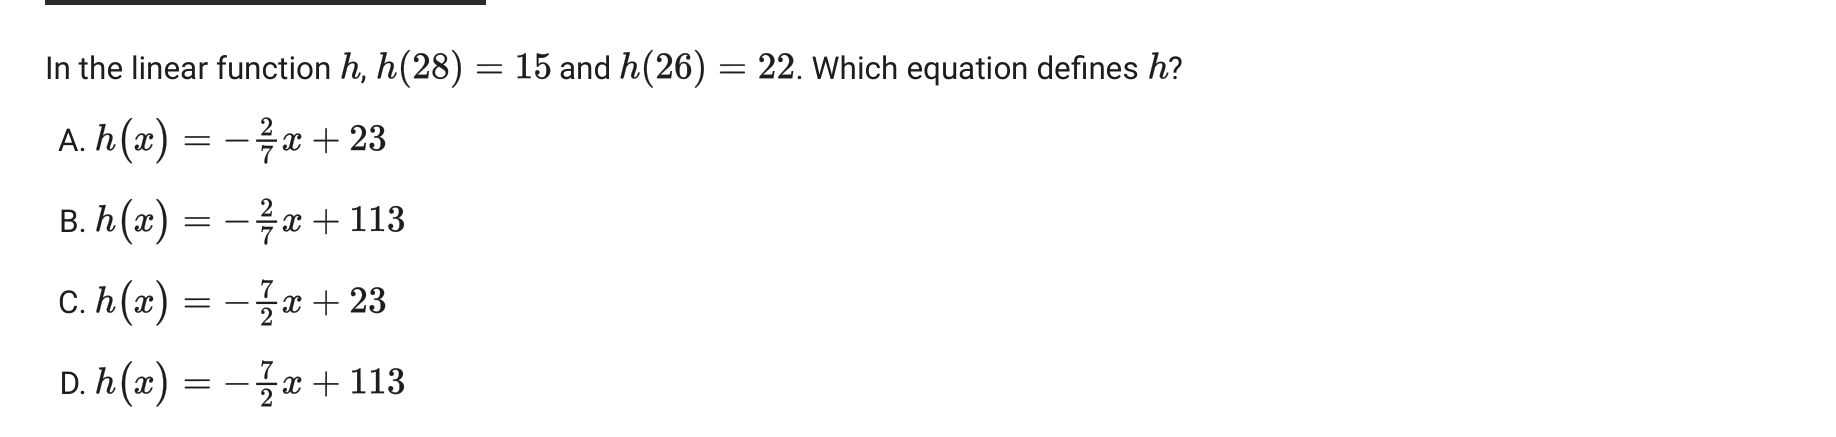 In the linear function h, h(28) = 15 and h(26) = 22. Which equation defines h?
A. h(x) = −2/7x + 23
B. h(x) = −2/7x + 113
C. h(x) = −7/2x + 23
D. h(x) = −7/2x + 113